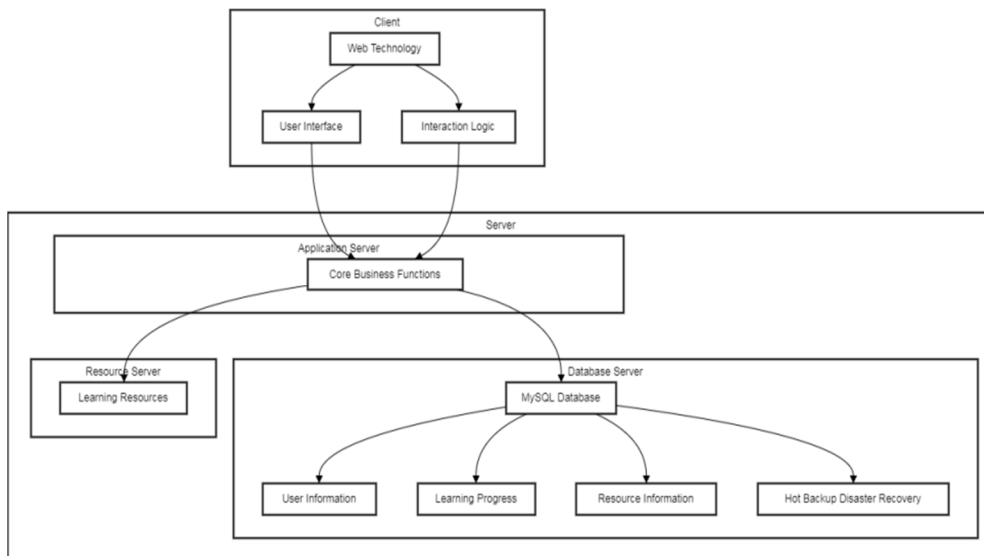 Client
Web Technology
User Interface
Interaction Logic
Server
Application Server
Core Business Functions
Resource Server
Learning Resources
Database Server
MySQL Database
User Information
Learning Progress
Resource Information
Hot Backup Disaster Recovery